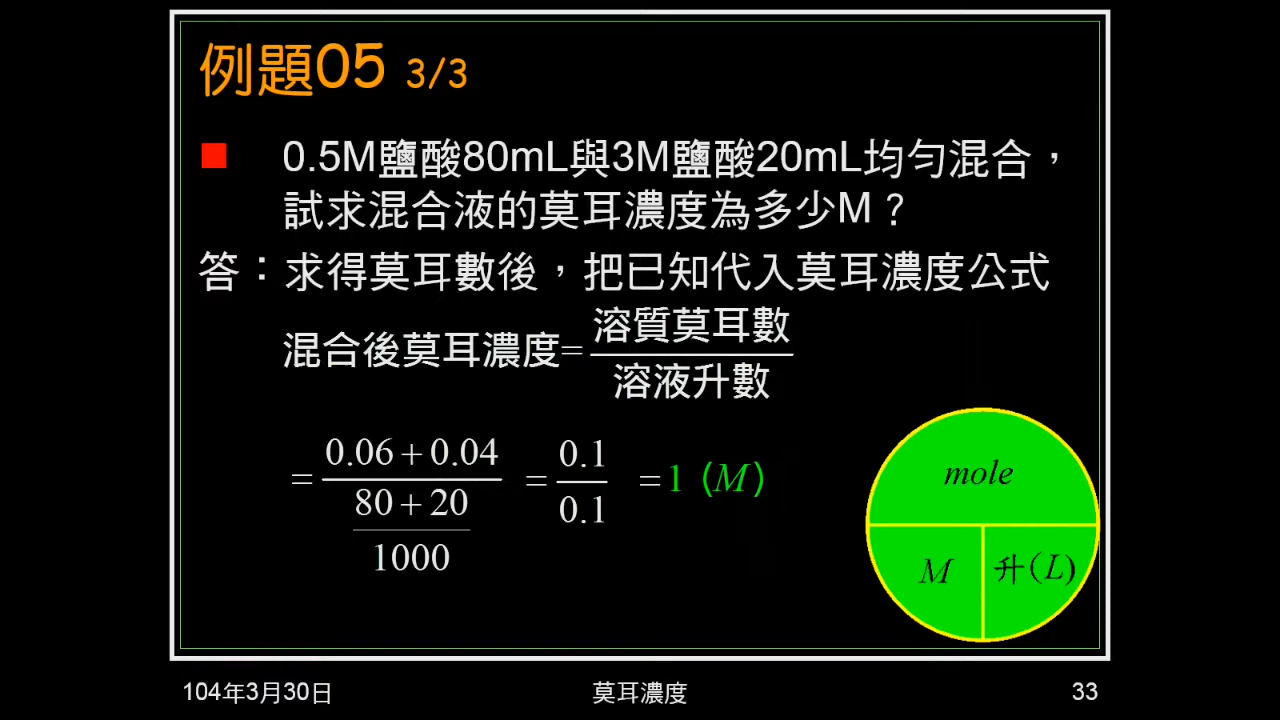 例題05 3/3
0.5M鹽酸80mL與3M鹽酸20mL均勻混合，
試求混合液的莫耳濃度為多少M？
答：求得莫耳數後，把已知代入莫耳濃度公式
混合後莫耳濃度=溶質莫耳數/溶液升數
= (0.06+0.04)/((80+20)/1000) = 0.1/0.1 = 1 (M)
mole
M 升(L)
104年3月30日 莫耳濃度 33